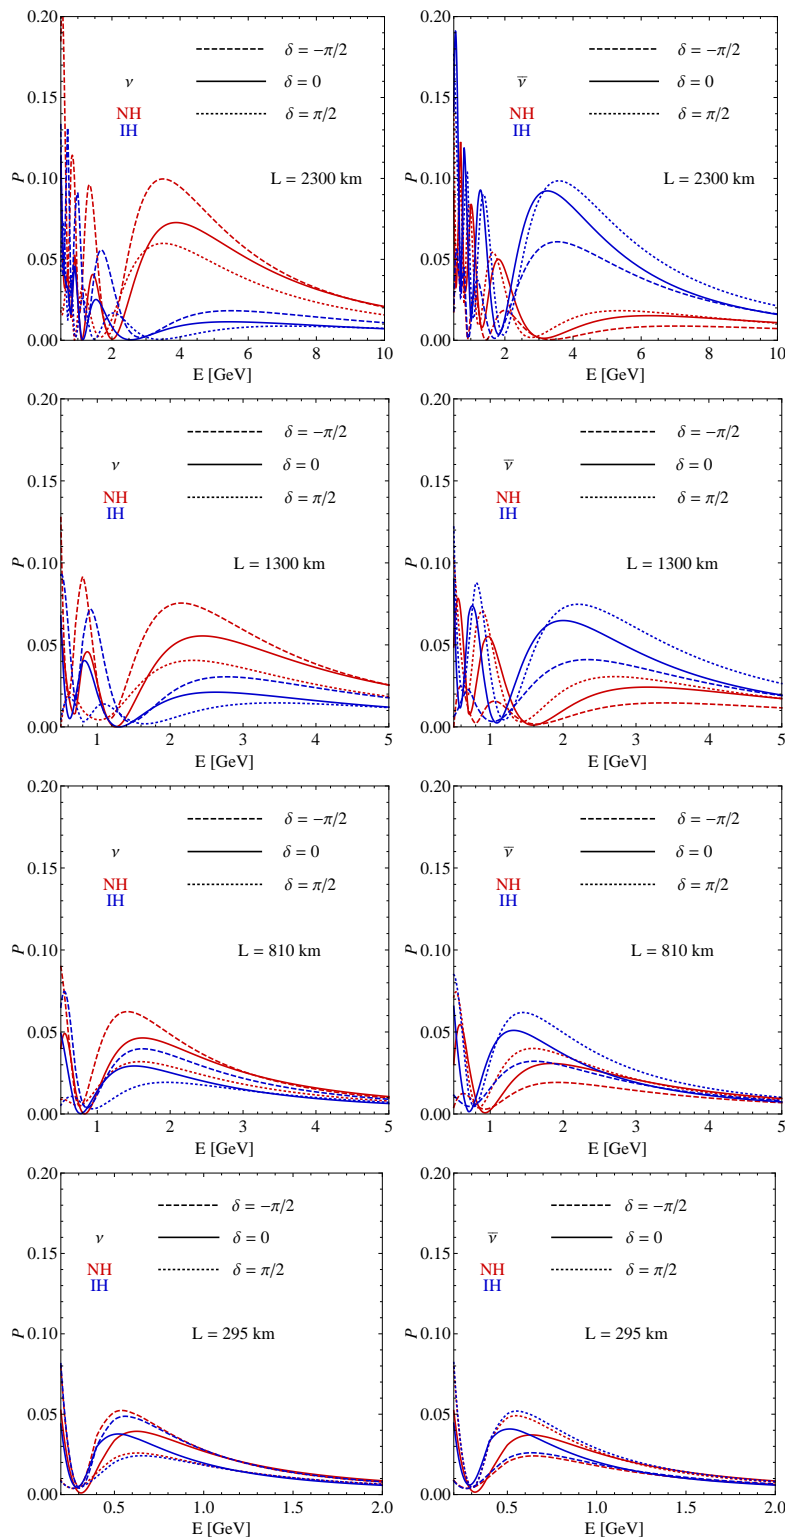 0.20
δ = −π/2
0.15
ν
δ = 0
NH
δ = π/2
IH
P
0.10
L = 2300 km
0.05
0.00
2
4
6
8
10
E [GeV]
0.20
δ = −π/2
0.15
ν̅
δ = 0
NH
δ = π/2
IH
P
0.10
L = 2300 km
0.05
0.00
2
4
6
8
10
E [GeV]
0.20
δ = −π/2
0.15
ν
δ = 0
NH
δ = π/2
IH
P
0.10
L = 1300 km
0.05
0.00
1
2
3
4
5
E [GeV]
0.20
δ = −π/2
0.15
ν̅
δ = 0
NH
δ = π/2
IH
P
0.10
L = 1300 km
0.05
0.00
1
2
3
4
5
E [GeV]
0.20
δ = −π/2
0.15
ν
δ = 0
NH
δ = π/2
IH
P
0.10
L = 810 km
0.05
0.00
1
2
3
4
5
E [GeV]
0.20
δ = −π/2
0.15
ν̅
δ = 0
NH
δ = π/2
IH
P
0.10
L = 810 km
0.05
0.00
1
2
3
4
5
E [GeV]
0.20
δ = −π/2
0.15
ν
δ = 0
NH
δ = π/2
IH
P
0.10
L = 295 km
0.05
0.00
0.5
1.0
1.5
2.0
E [GeV]
0.20
δ = −π/2
0.15
ν̅
δ = 0
NH
δ = π/2
IH
P
0.10
L = 295 km
0.05
0.00
0.5
1.0
1.5
2.0
E [GeV]